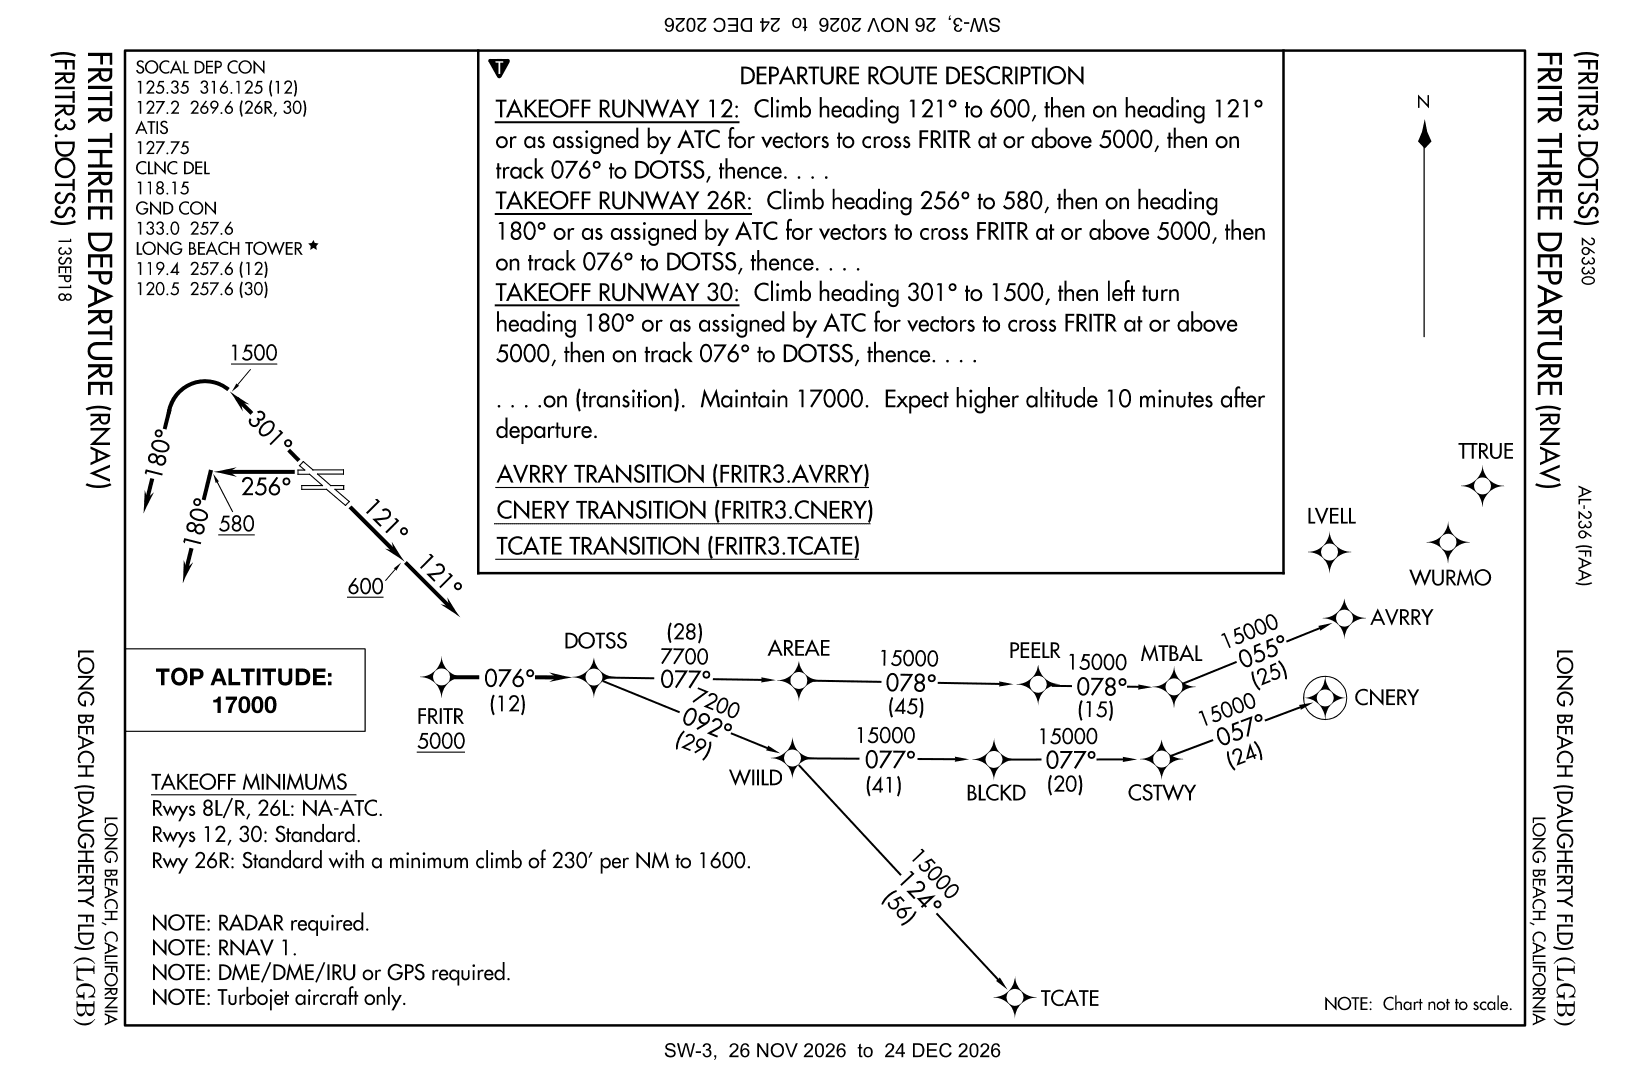 SW-3, 26 NOV 2026 to 24 DEC 2026
(FRITR3.DOTSS) 13SEP18
FRITR THREE DEPARTURE (RNAV)
LONG BEACH (DAUGHERTY FLD) (LGB)
LONG BEACH, CALIFORNIA
SOCAL DEP CON
125.35 316.125 (12)
127.2 269.6 (26R, 30)
ATIS
127.75
CLNC DEL
118.15
GND CON
133.0 257.6
LONG BEACH TOWER ★
119.4 257.6 (12)
120.5 257.6 (30)
T
DEPARTURE ROUTE DESCRIPTION
TAKEOFF RUNWAY 12: Climb heading 121° to 600, then on heading 121°
or as assigned by ATC for vectors to cross FRITR at or above 5000, then on
track 076° to DOTSS, thence. . . .
TAKEOFF RUNWAY 26R: Climb heading 256° to 580, then on heading
180° or as assigned by ATC for vectors to cross FRITR at or above 5000, then
on track 076° to DOTSS, thence. . . .
TAKEOFF RUNWAY 30: Climb heading 301° to 1500, then left turn
heading 180° or as assigned by ATC for vectors to cross FRITR at or above
5000, then on track 076° to DOTSS, thence. . . .
. . . .on (transition). Maintain 17000. Expect higher altitude 10 minutes after
departure.
AVRRY TRANSITION (FRITR3.AVRRY)
CNERY TRANSITION (FRITR3.CNERY)
TCATE TRANSITION (FRITR3.TCATE)
N
1500
301°
180°
256°
180°
580
121°
600
121°
TTRUE
LVELL
WURMO
AVRRY
CNERY
TOP ALTITUDE:
17000
FRITR
5000
076°
(12)
DOTSS
(28)
7700
077°
AREAE
15000
078°
(45)
PEELR
15000
078°
(15)
MTBAL
15000
055°
(25)
7200
092°
(29)
WIILD
15000
077°
(41)
BLCKD
15000
077°
(20)
CSTWY
15000
057°
(24)
15000
124°
(56)
TCATE
TAKEOFF MINIMUMS
Rwys 8L/R, 26L: NA-ATC.
Rwys 12, 30: Standard.
Rwy 26R: Standard with a minimum climb of 230′ per NM to 1600.
NOTE: RADAR required.
NOTE: RNAV 1.
NOTE: DME/DME/IRU or GPS required.
NOTE: Turbojet aircraft only.
NOTE: Chart not to scale.
(FRITR3.DOTSS) 26330
FRITR THREE DEPARTURE (RNAV)
AL-236 (FAA)
LONG BEACH (DAUGHERTY FLD) (LGB)
LONG BEACH, CALIFORNIA
SW-3, 26 NOV 2026 to 24 DEC 2026